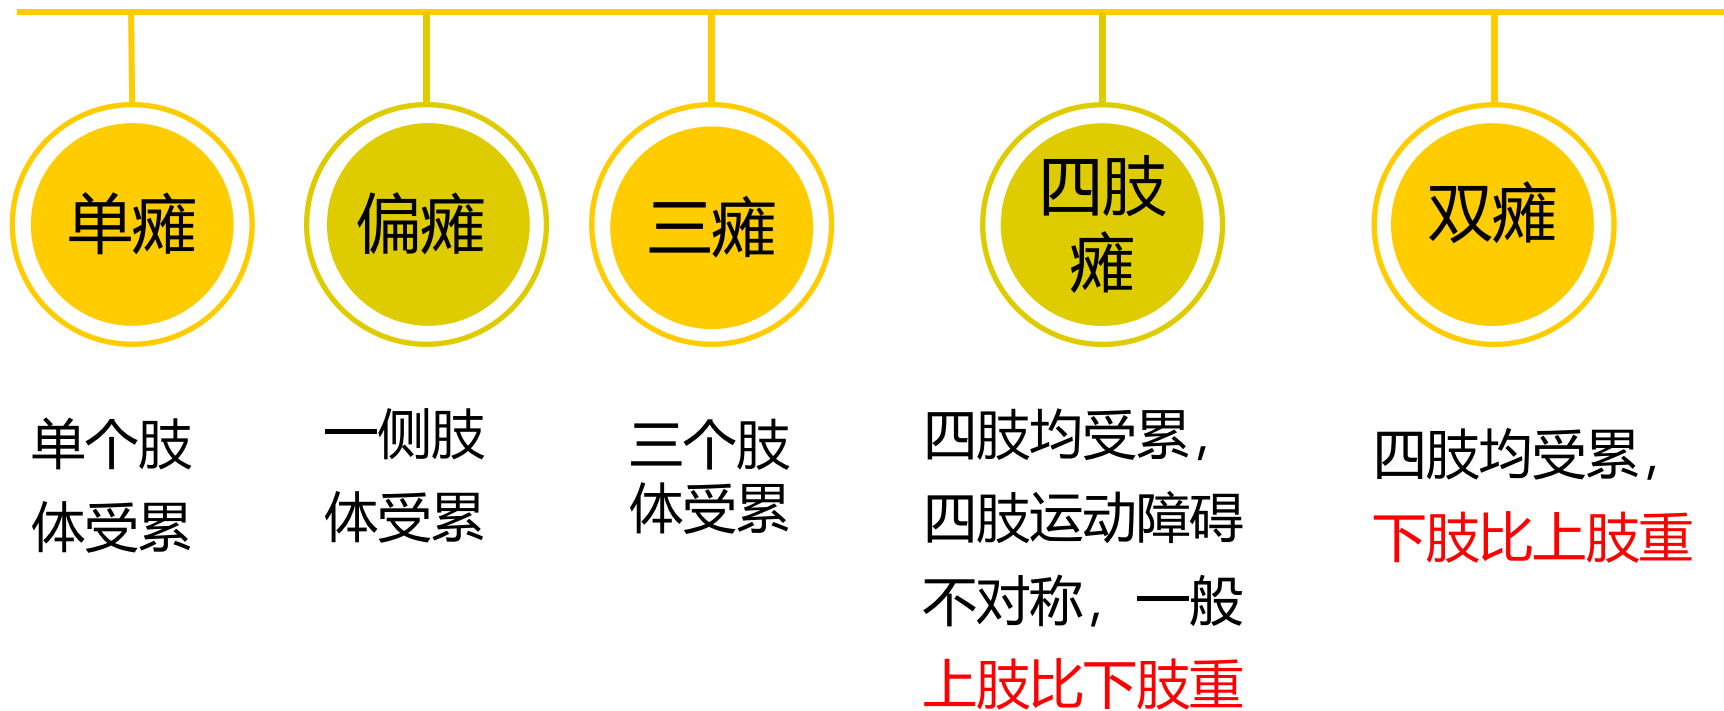 单瘫
偏瘫
三瘫
四肢
瘫
双瘫
单个肢
体受累
一侧肢
体受累
三个肢
体受累
四肢均受累，
四肢运动障碍
不对称，一般
上肢比下肢重
四肢均受累，
下肢比上肢重